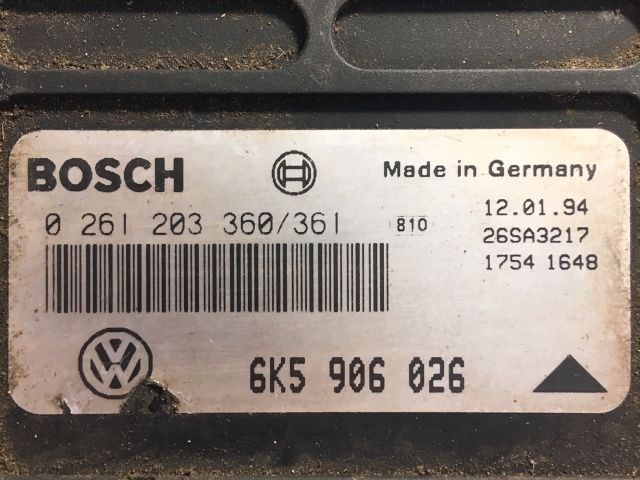 BOSCH Made in Germany
0 261 203 360/361 810 12.01.94
26SA3217
1754 1648
VW
6K5 906 026